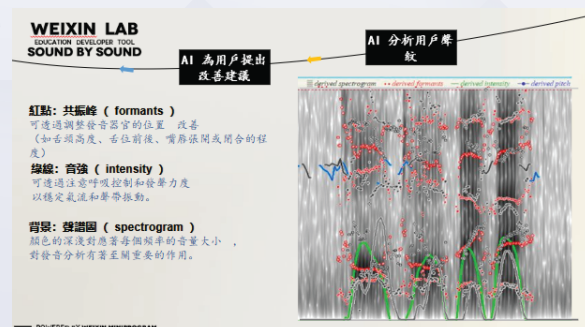 WEIXIN LAB
EDUCATION DEVELOPER TOOL
SOUND BY SOUND
AI 為用戶提出
改善建議
AI 分析用戶聲
紋
derived spectrogram derived formants derived intensity derived pitch
紅點: 共振峰 ( formants )
可透過調整發音器官的位置 改善
(如舌頭高度、舌位前後、嘴唇張開或閉合的程
度)
綠線: 音強 ( intensity )
可透過注意呼吸控制和發聲力度
以穩定氣流和聲帶振動。
背景: 聲譜圖 ( spectrogram )
顏色的深淺對應著每個頻率的音量大小 ,
對發音分析有著至關重要的作用。
POWERED BY WEIXIN MINIPROGRAM